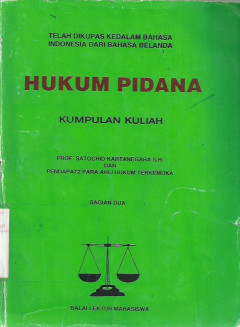 TELAH DIKUPAS KEDALAM BAHASA
INDONESIA DARI BAHASA BELANDA
HUKUM PIDANA
KUMPULAN KULIAH
PROF. SATOCHID KARTANEGARA S.H.
DAN
PENDAPAT2 PARA AHLI HUKUM TERKEMUKA
BAGIAN DUA
BALAI LEKTUR MAHASISWA